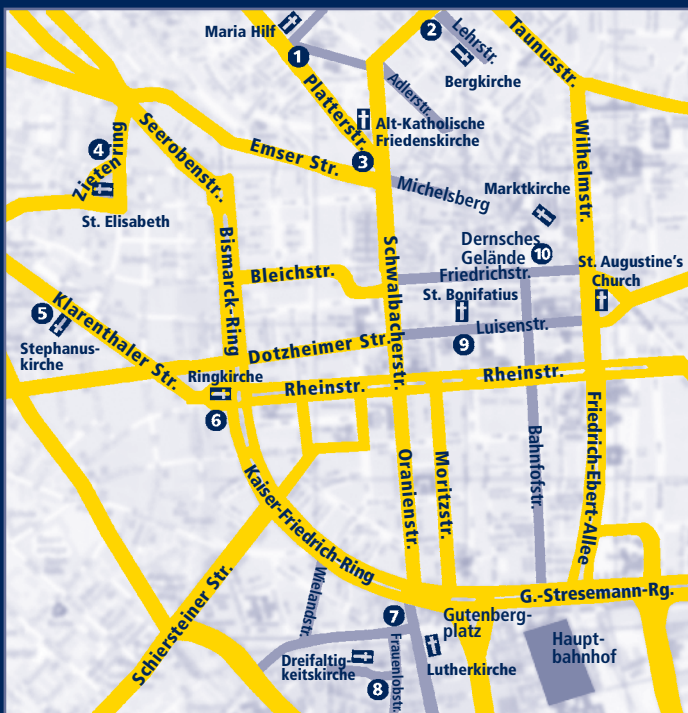 Maria Hilf
1
2
Lehrstr.
Bergkirche
Taunusstr.
Platterstr.
Adlerstr.
Alt-Katholische
Friedenskirche
3
4
Zietenring
Seerobenstr.
Emser Str.
Michelsberg
Marktkirche
Wilhelmstr.
St. Elisabeth
Bismarck-Ring
Bleichstr.
Schwalbacherstr.
Dernsches
Gelände
10
Friedrichstr.
St. Augustine's
Church
St. Bonifatius
5
Klarenthaler Str.
Stephanus-
kirche
Dotzheimer Str.
Luisenstr.
9
Ringkirche
Rheinstr.
Rheinstr.
6
Kaiser-Friedrich-Ring
Oranienstr.
Moritzstr.
Bahnfofstr.
Friedrich-Ebert-Allee
Schiersteiner Str.
Wielandstr.
7
G.-Stresemann-Rg.
Gutenberg-
platz
Haupt-
bahnhof
Dreifaltig-
keitskirche
8
Frauenlobstr.
Lutherkirche